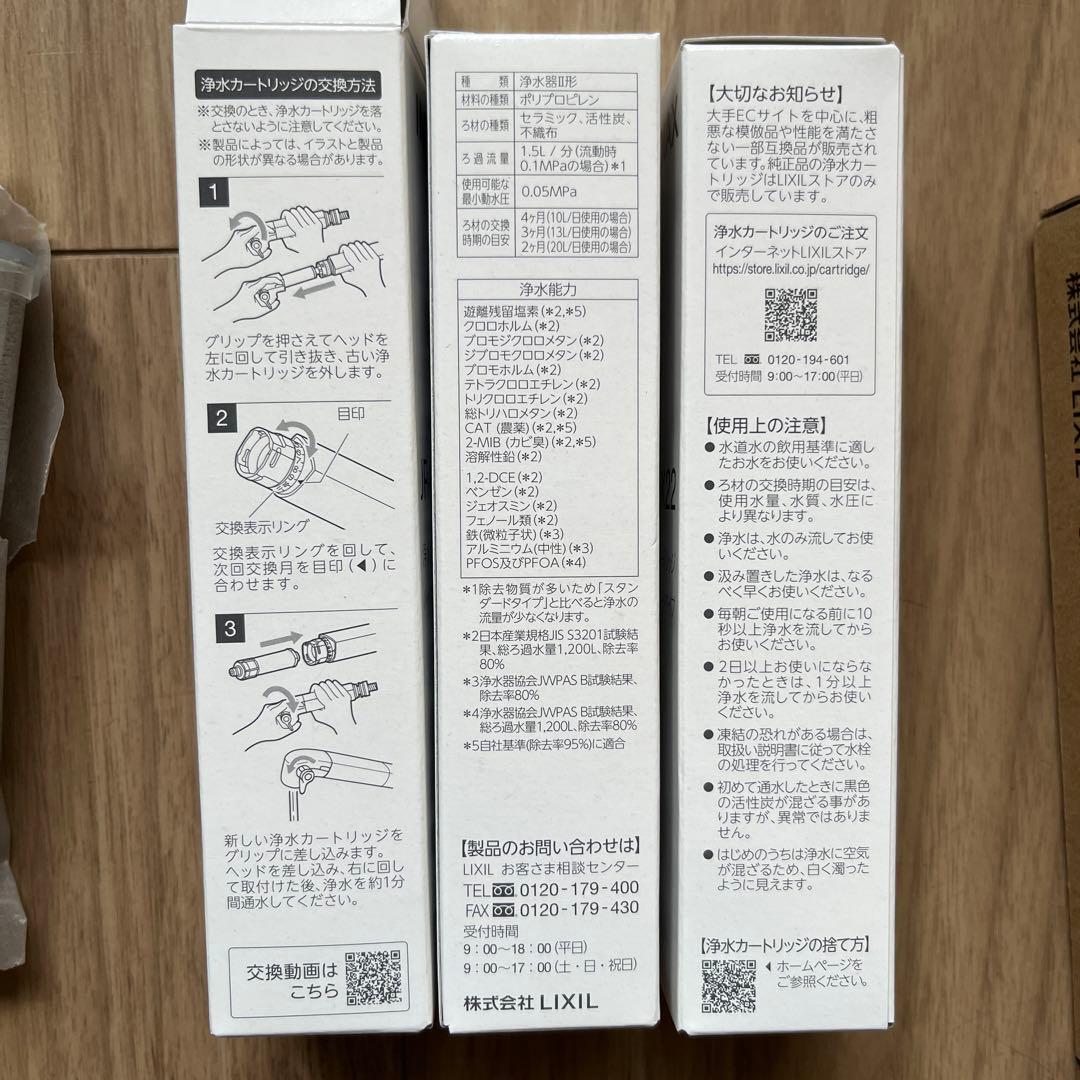 浄水カートリッジの交換方法
※交換のとき、浄水カートリッジを落
とさないように注意してください。
※製品によっては、イラストと製品
の形状が異なる場合があります。
1
グリップを押さえてヘッドを
左に回して引き抜き、古い浄
水カートリッジを外します。
2
目印
交換表示リング
交換表示リングを回して、
次回交換月を目印(◀)に
合わせます。
3
新しい浄水カートリッジを
グリップに差し込みます。
ヘッドを差し込み、右に回し
て取付けた後、浄水を約1分
間通水してください。
交換動画は
こちら
種類 浄水器II形
材料の種類 ポリプロピレン
ろ材の種類 セラミック、活性炭、
不織布
ろ過流量 1.5L / 分(流動時
0.1MPaの場合)*1
使用可能な
最小動水圧 0.05MPa
ろ材の交換
時期の目安 4ヶ月(10L/日使用の場合)
3ヶ月(13L/日使用の場合)
2ヶ月(20L/日使用の場合)
浄水能力
遊離残留塩素(*2,*5)
クロロホルム(*2)
ブロモジクロロメタン(*2)
ジブロモクロロメタン(*2)
ブロモホルム(*2)
テトラクロロエチレン(*2)
トリクロロエチレン(*2)
総トリハロメタン(*2)
CAT (農薬)(*2)
2-MIB (カビ臭)(*2,*5)
溶解性鉛(*2)
1,2-DCE(*2)
ベンゼン(*2)
ジェオスミン(*2)
フェノール類(*2)
鉄(微粒子状)(*3)
アルミニウム(中性)(*3)
PFOS及びPFOA(*4)
*1除去物質が多いため「スタン
ダードタイプ」と比べると浄水の
流量が少なくなります。
*2日本産業規格JIS S3201試験結
果、総ろ過水量1,200L、除去率
80%
*3浄水器協会JWPAS B試験結果、
除去率80%
*4浄水器協会JWPAS B試験結果、
総ろ過水量1,200L、除去率80%
*5自社基準(除去率95%)に適合
【製品のお問い合わせは】
LIXIL お客さま相談センター
TEL 0120-179-400
FAX 0120-179-430
受付時間
9:00～18:00(平日)
9:00～17:00(土・日・祝日)
株式会社 LIXIL
【大切なお知らせ】
大手ECサイトを中心に、粗
悪な模倣品や性能を満たさ
ない一部互換品が販売され
ています。純正品の浄水カー
トリッジはLIXILストアのみ
で販売しています。
浄水カートリッジのご注文
インターネットLIXILストア
https://store.lixil.co.jp/cartridge/
TEL 0120-194-601
受付時間 9:00～17:00(平日)
【使用上の注意】
●水道水の飲用基準に適し
たお水をお使いください。
●ろ材の交換時期の目安は、
使用水量、水質、水圧に
より異なります。
●浄水は、水のみ流してお使
いください。
●汲み置きした浄水は、なる
べく早くお使いください。
●毎朝ご使用になる前に10
秒以上浄水を流してから
お使いください。
●2日以上お使いにならな
かったときは、1分以上
浄水を流してからお使い
ください。
●凍結の恐れがある場合は、
取扱い説明書に従って水栓
の処理を行ってください。
●初めて通水したときに黒色
の活性炭が混ざる事があ
りますが、異常ではありま
せん。
●はじめのうちは浄水に空気
が混ざるため、白く濁った
ように見えます。
【浄水カートリッジの捨て方】
◀ホームページを
ご参照ください。
22
株式会社 LIXIL